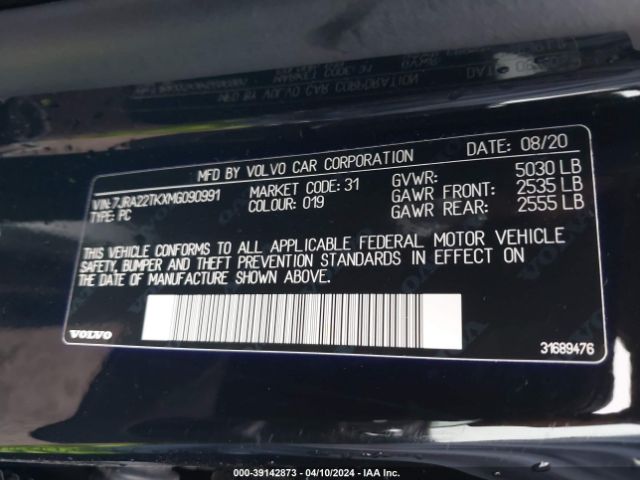 MFD BY VOLVO CAR CORPORATION DATE: 08/20
VIN:7JRA22TKXMG090991 MARKET CODE: 31 GVWR: 5030 LB
TYPE: PC COLOUR: 019 GAWR FRONT: 2535 LB
GAWR REAR: 2555 LB
THIS VEHICLE CONFORMS TO ALL APPLICABLE FEDERAL MOTOR VEHICLE
SAFETY, BUMPER AND THEFT PREVENTION STANDARDS IN EFFECT ON
THE DATE OF MANUFACTURE SHOWN ABOVE.
VOLVO 31689476
000-39142873 - 04/10/2024 - IAA Inc.